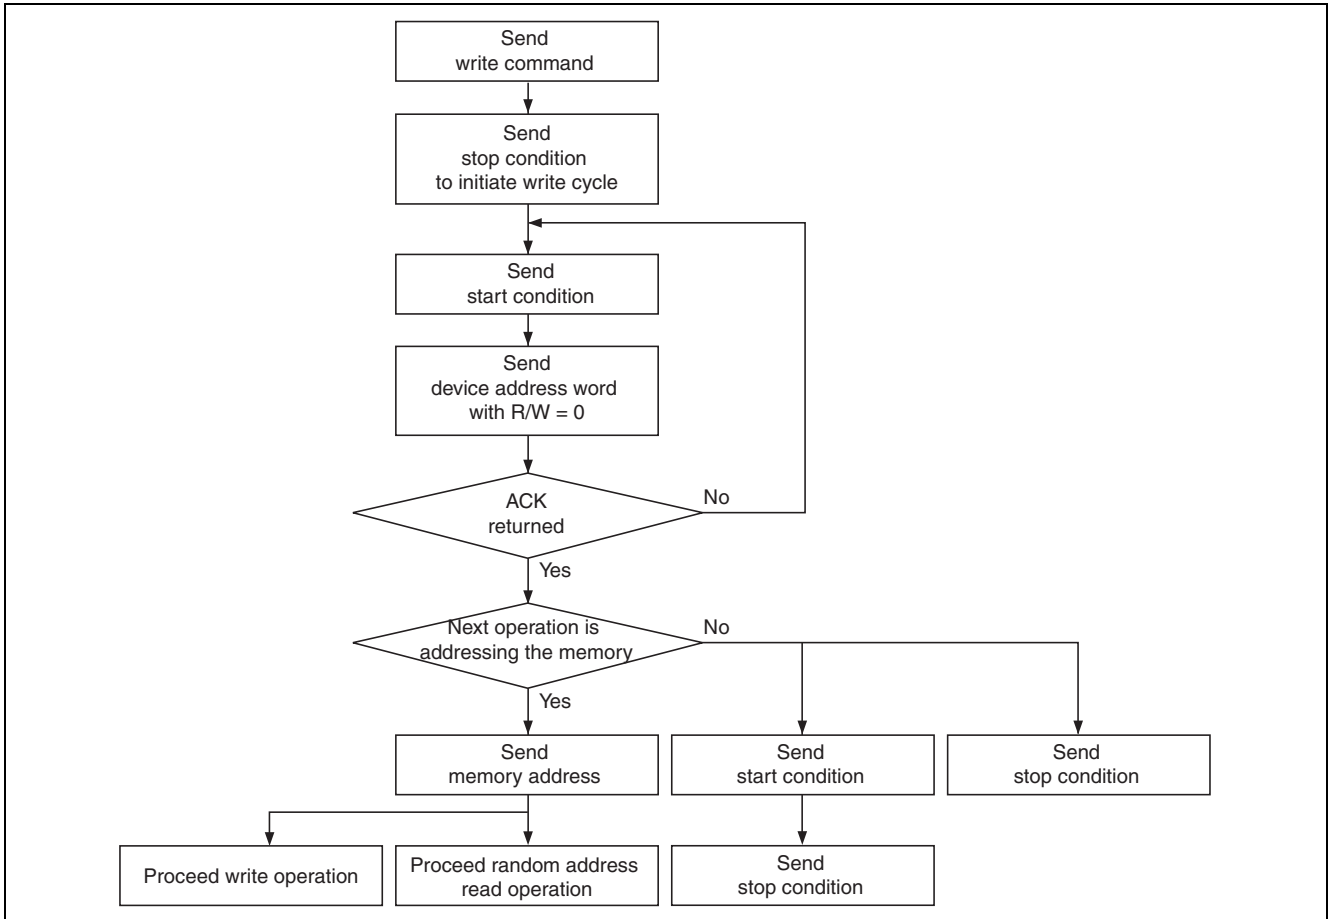 Send
write command
Send
stop condition
to initiate write cycle
Send
start condition
Send
device address word
with R/W = 0
ACK
returned
No
Yes
Next operation is
addressing the memory
No
Yes
Send
memory address
Send
start condition
Send
stop condition
Proceed write operation
Proceed random address
read operation
Send
stop condition